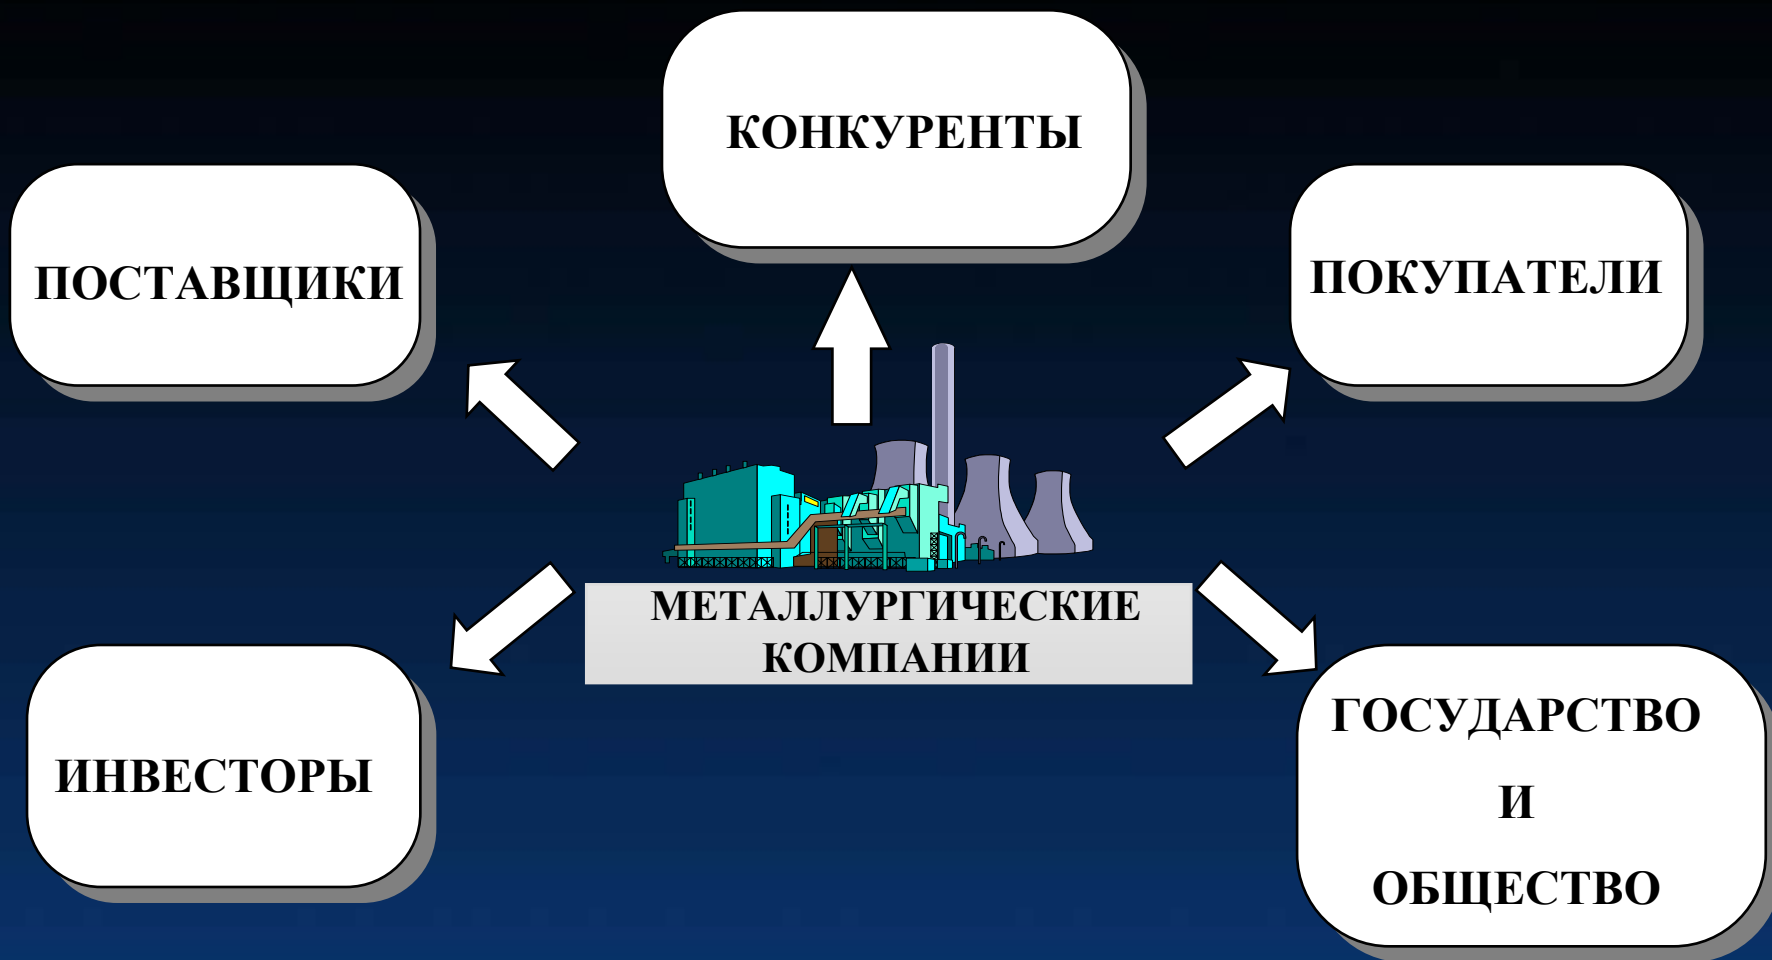 КОНКУРЕНТЫ
ПОСТАВЩИКИ
ПОКУПАТЕЛИ
МЕТАЛЛУРГИЧЕСКИЕ
КОМПАНИИ
ИНВЕСТОРЫ
ГОСУДАРСТВО
И
ОБЩЕСТВО